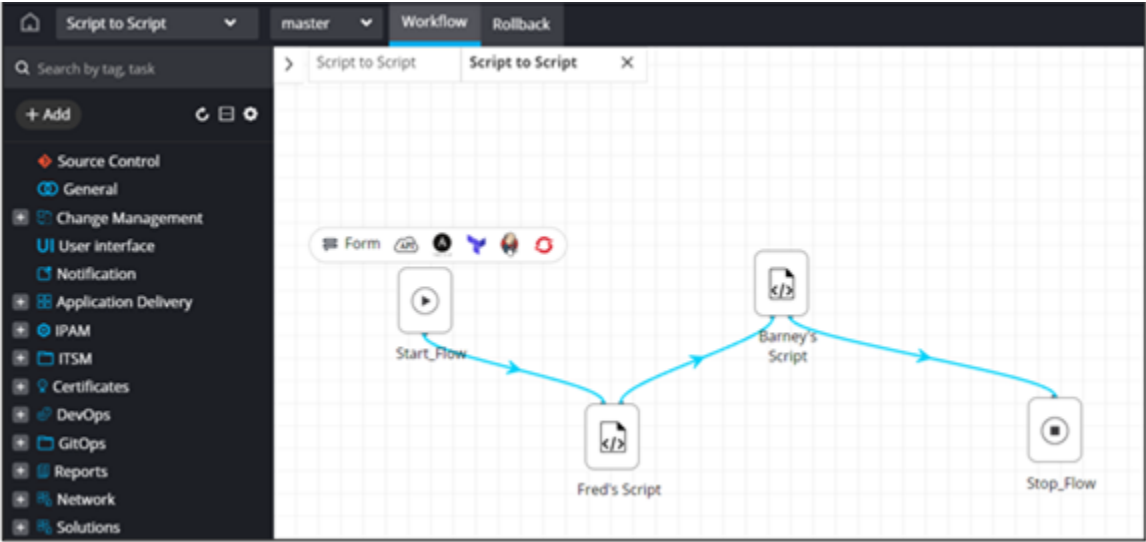 Script to Script
master
Workflow
Rollback
Search by tag, task
Script to Script
Script to Script
+ Add
Source Control
General
Change Management
UI User interface
Notification
Application Delivery
IPAM
ITSM
Certificates
DevOps
GitOps
Reports
Network
Solutions
Form
API
Start_Flow
Barney's
Script
Fred's Script
Stop_Flow